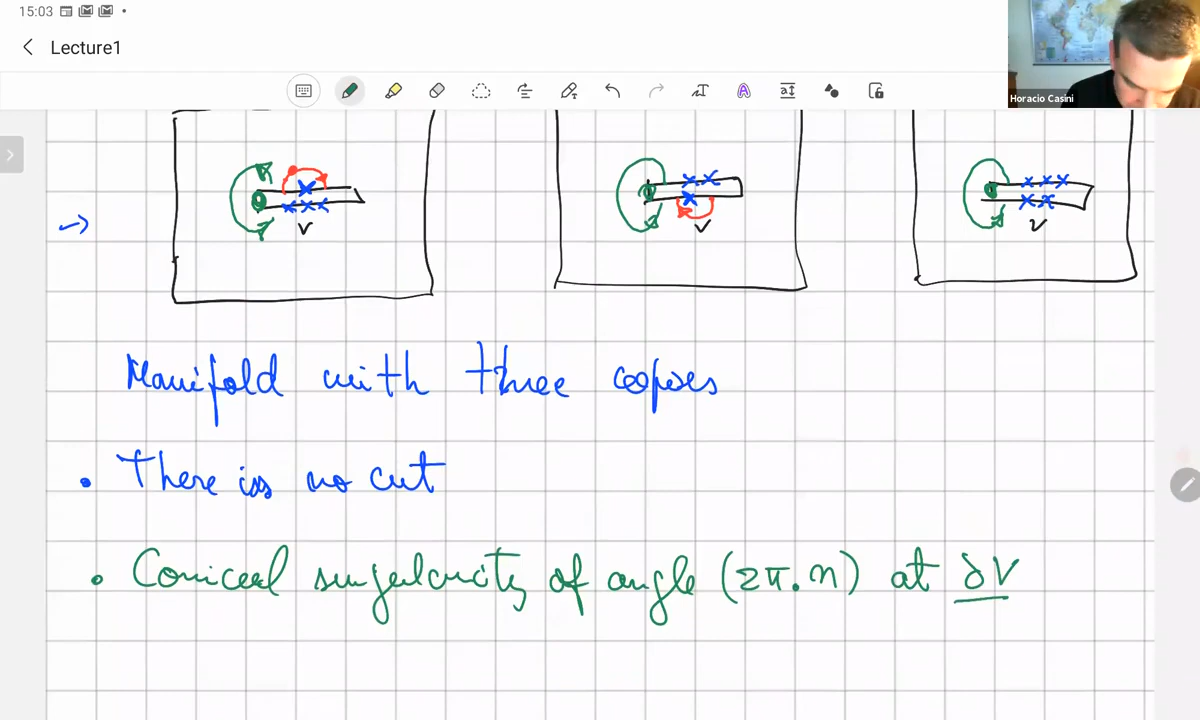 15:03
Lecture1
Horacio Casini
V V V
Manifold with three copies
• There is no cut
• Conical singularity of angle (2π.n) at ∂V